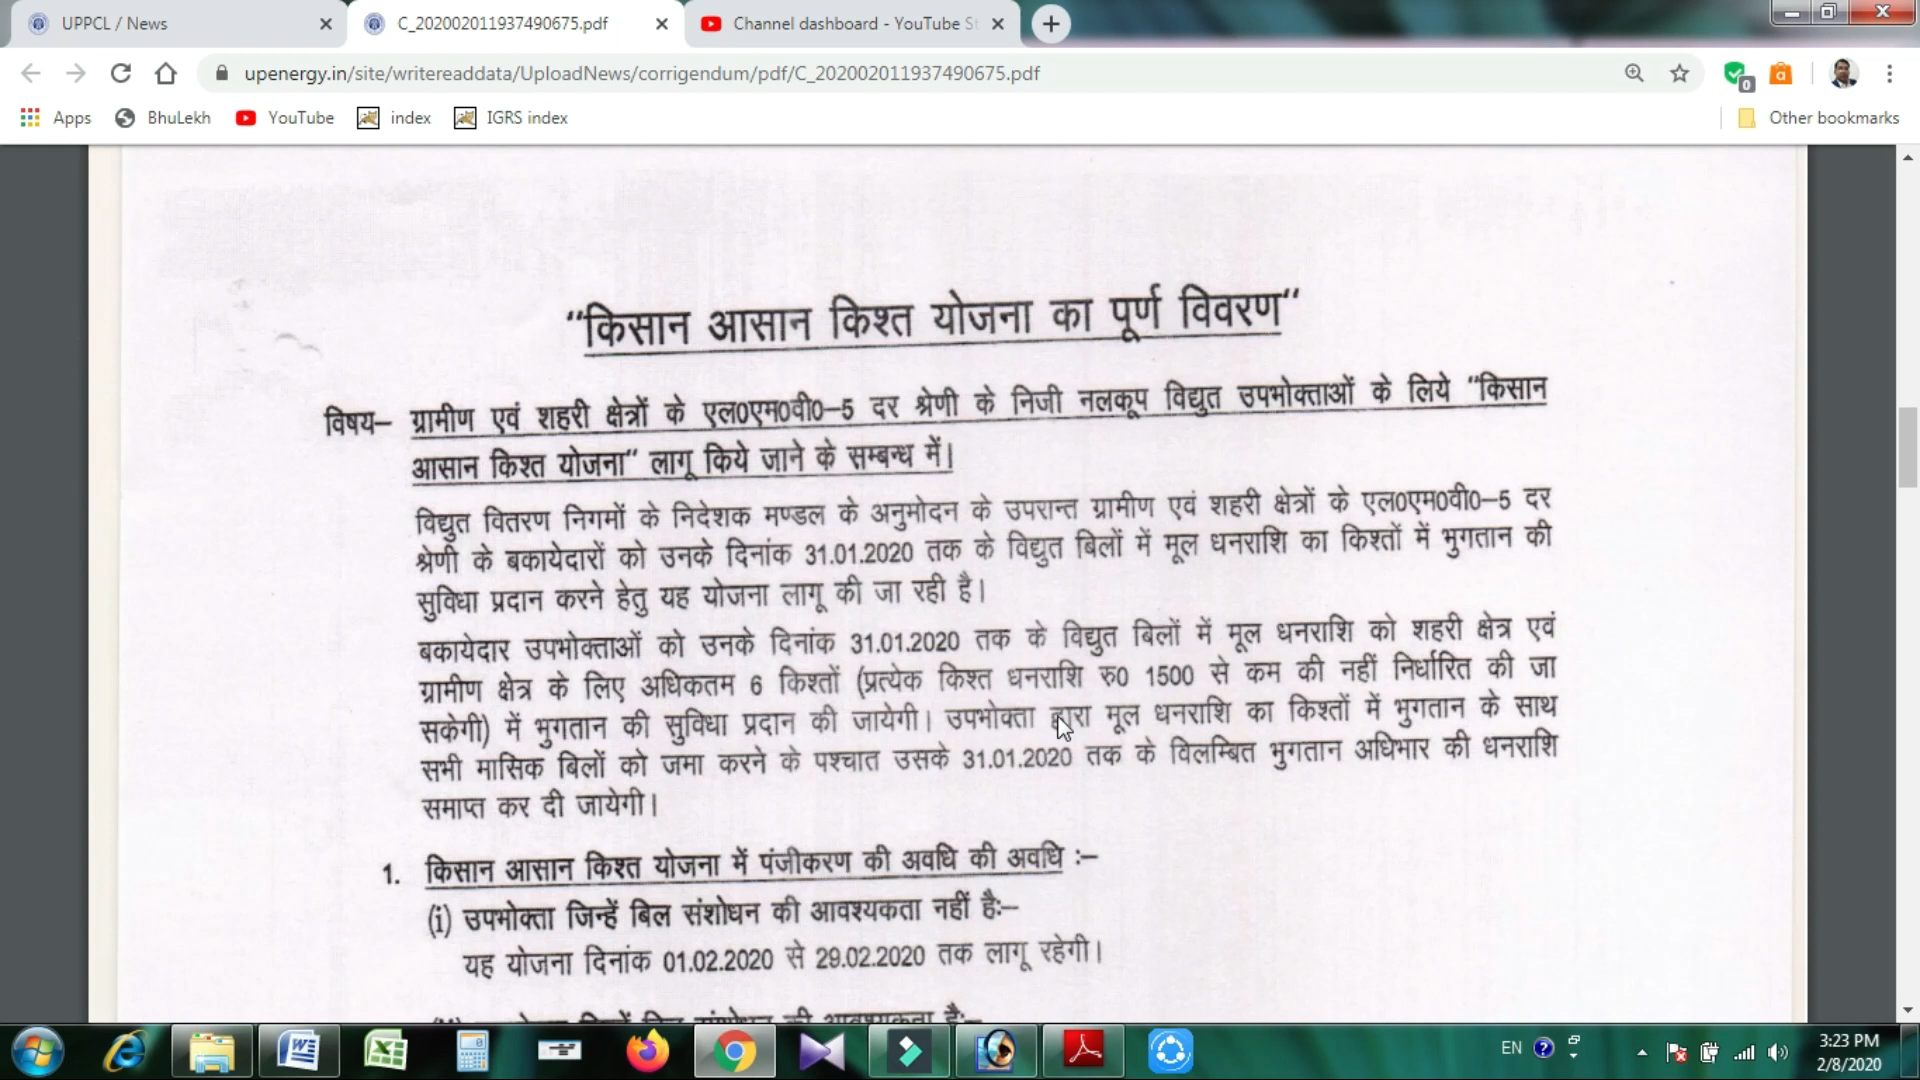 UPPCL / News
C_202002011937490675.pdf
Channel dashboard - YouTube St
upenergy.in/site/writereaddata/UploadNews/corrigendum/pdf/C_202002011937490675.pdf
0
Apps
BhuLekh
YouTube
index
IGRS index
Other bookmarks
"किसान आसान किश्त योजना का पूर्ण विवरण"
विषय– ग्रामीण एवं शहरी क्षेत्रों के एल0एम0वी0–5 दर श्रेणी के निजी नलकूप विद्युत उपभोक्ताओं के लिये "किसान
आसान किश्त योजना" लागू किये जाने के सम्बन्ध में।
विद्युत वितरण निगमों के निदेशक मण्डल के अनुमोदन के उपरान्त ग्रामीण एवं शहरी क्षेत्रों के एल0एम0वी0–5 दर
श्रेणी के बकायेदारों को उनके दिनांक 31.01.2020 तक के विद्युत बिलों में मूल धनराशि का किश्तों में भुगतान की
सुविधा प्रदान करने हेतु यह योजना लागू की जा रही है।
बकायेदार उपभोक्ताओं को उनके दिनांक 31.01.2020 तक के विद्युत बिलों में मूल धनराशि को शहरी क्षेत्र एवं
ग्रामीण क्षेत्र के लिए अधिकतम 6 किश्तों (प्रत्येक किश्त धनराशि रु0 1500 से कम की नहीं निर्धारित की जा
सकेगी) में भुगतान की सुविधा प्रदान की जायेगी। उपभोक्ता द्वारा मूल धनराशि का किश्तों में भुगतान के साथ
सभी मासिक बिलों को जमा करने के पश्चात उसके 31.01.2020 तक के विलम्बित भुगतान अधिभार की धनराशि
समाप्त कर दी जायेगी।
1. किसान आसान किश्त योजना में पंजीकरण की अवधि की अवधि :–
(i) उपभोक्ता जिन्हें बिल संशोधन की आवश्यकता नहीं हैः–
यह योजना दिनांक 01.02.2020 से 29.02.2020 तक लागू रहेगी।
EN
3:23 PM
2/8/2020